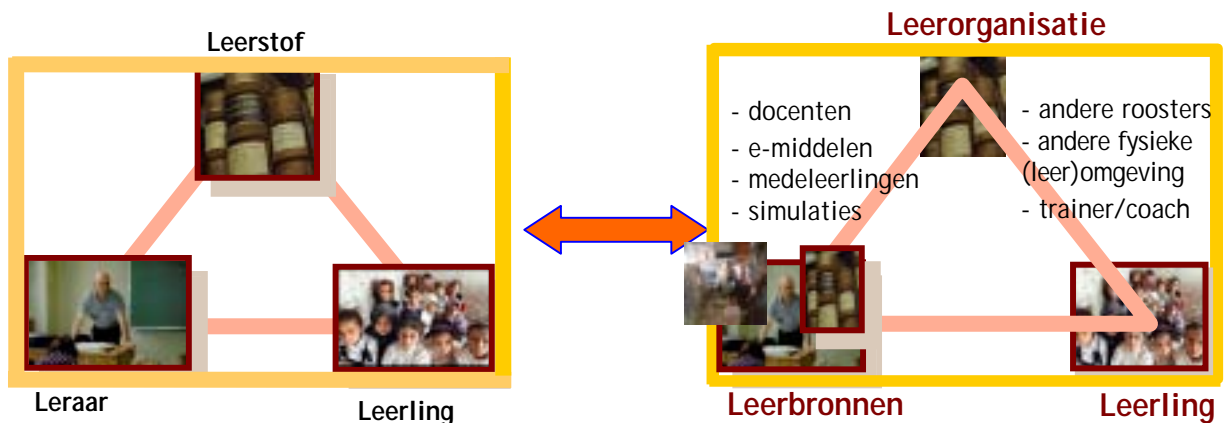 Leerstof
Leraar
Leerling
Leerorganisatie
- docenten
- e-middelen
- medeleerlingen
- simulaties
- andere roosters
- andere fysieke
(leer)omgeving
- trainer/coach
Leerbronnen
Leerling